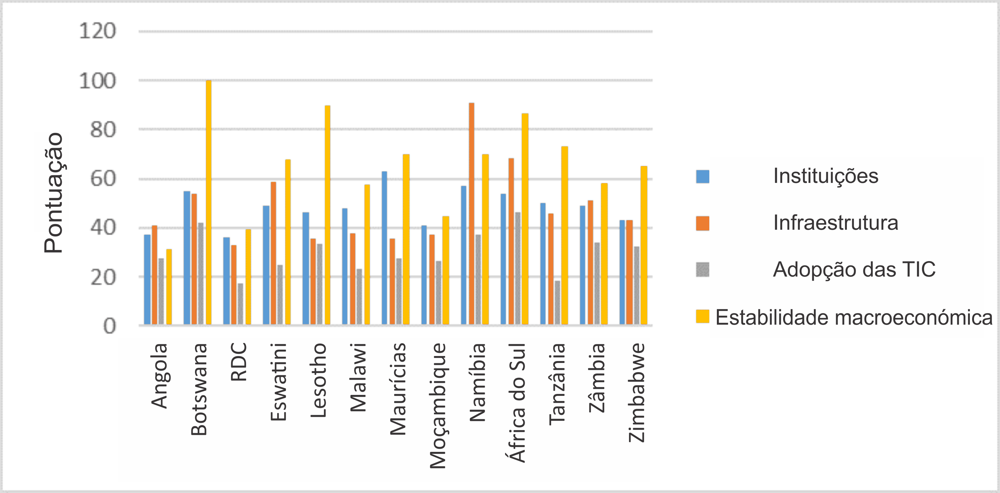 120
100
80
60
40
20
0
Pontuação
Angola
Botswana
RDC
Eswatini
Lesotho
Malawi
Maurícias
Moçambique
Namíbia
África do Sul
Tanzânia
Zâmbia
Zimbabwe
Instituições
Infraestrutura
Adopção das TIC
Estabilidade macroeconómica